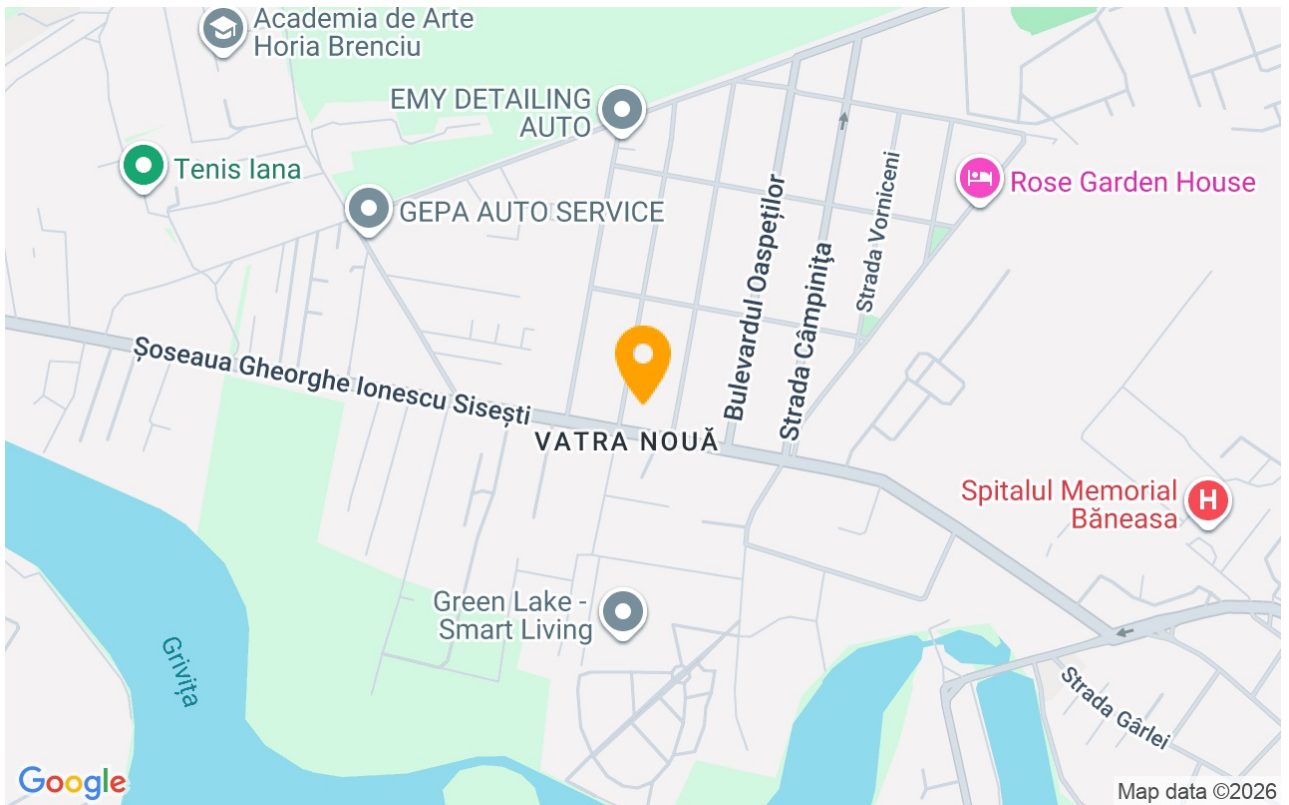 Academia de Arte
Horia Brenciu
EMY DETAILING
AUTO
Tenis Iana
GEPA AUTO SERVICE
Rose Garden House
Strada Vorniceni
Bulevardul Oaspeților
Strada Câmpinița
Șoseaua Gheorghe Ionescu Sisești
VATRA NOUĂ
Spitalul Memorial
Băneasa
H
Green Lake -
Smart Living
Grivița
Strada Gârlei
Google
Map data ©2026